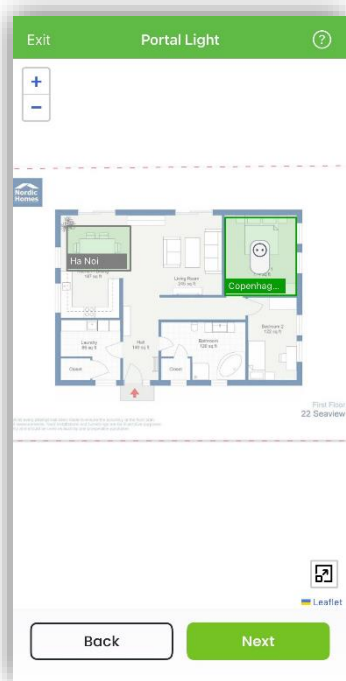 Exit
Portal Light
?
+
−
Nordic
Homes
Ha Noi
Living Room
Copenhag...
Laundry
Hall
Bathroom
Bedroom 2
Closet
Closet
First Floor
22 Seaview
Leaflet
Back
Next